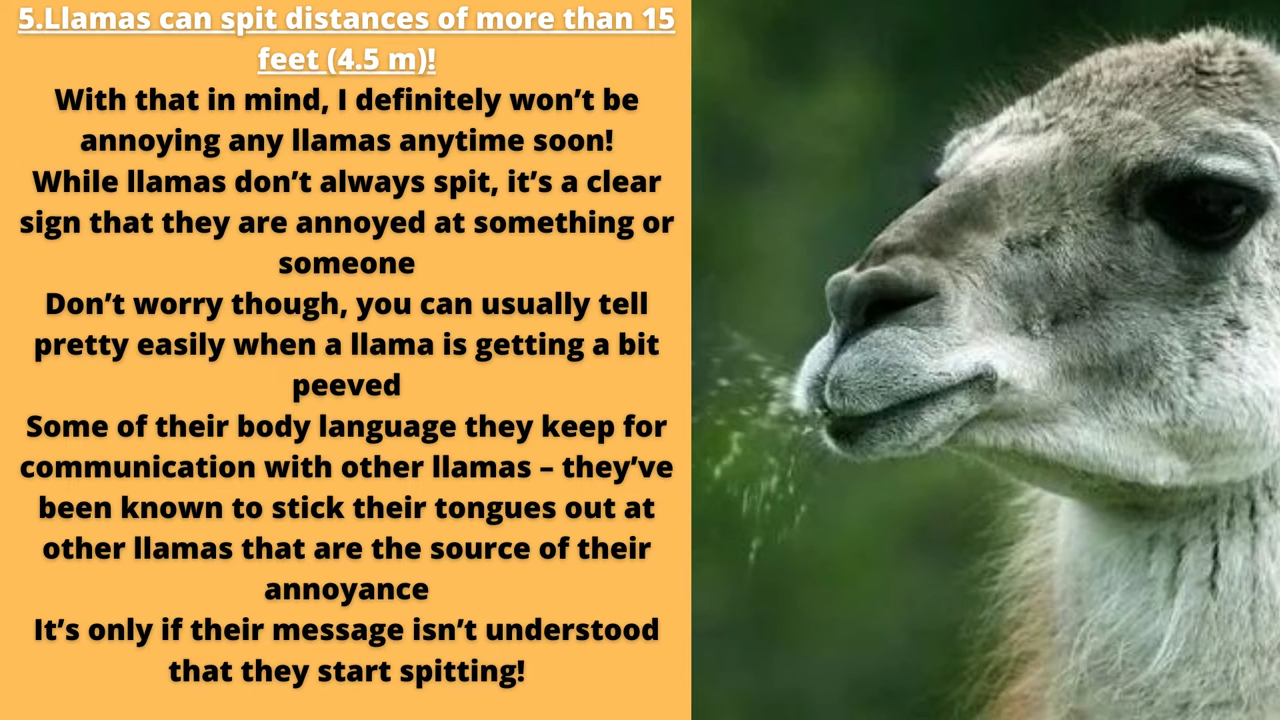 5.Llamas can spit distances of more than 15
feet (4.5 m)!
With that in mind, I definitely won’t be
annoying any llamas anytime soon!
While llamas don’t always spit, it’s a clear
sign that they are annoyed at something or
someone
Don’t worry though, you can usually tell
pretty easily when a llama is getting a bit
peeved
Some of their body language they keep for
communication with other llamas – they’ve
been known to stick their tongues out at
other llamas that are the source of their
annoyance
It’s only if their message isn’t understood
that they start spitting!